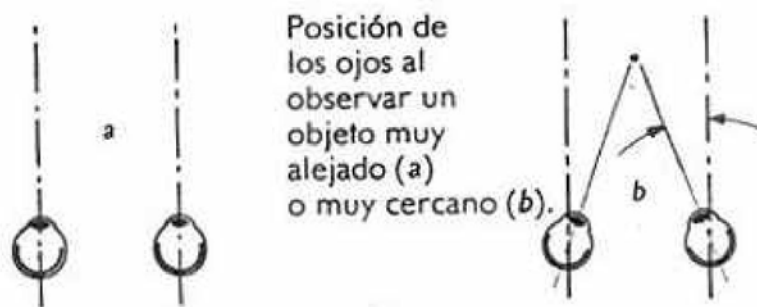 Posición de
los ojos al
observar un
objeto muy
alejado (a)
o muy cercano (b).
a
b